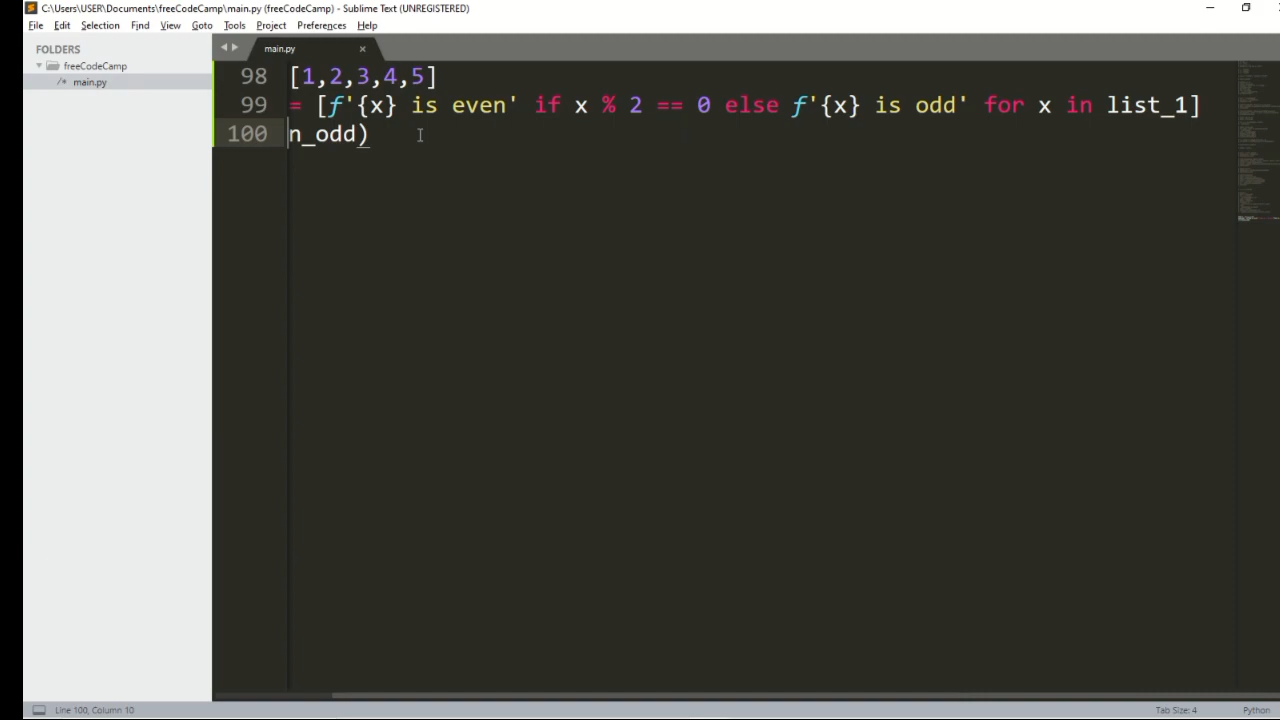 C:\Users\USER\Documents\freeCodeCamp\main.py (freeCodeCamp) - Sublime Text (UNREGISTERED)
File Edit Selection Find View Goto Tools Project Preferences Help
FOLDERS
freeCodeCamp
/* main.py
main.py ×
98 [1,2,3,4,5]
99 = [f'{x} is even' if x % 2 == 0 else f'{x} is odd' for x in list_1]
100 n_odd)
Line 100, Column 10 Tab Size: 4 Python